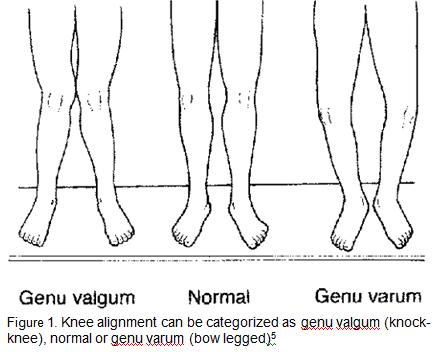 Genu valgum Normal Genu varum
Figure 1. Knee alignment can be categorized as genu valgum (knock-
knee), normal or genu varum (bow legged)⁵